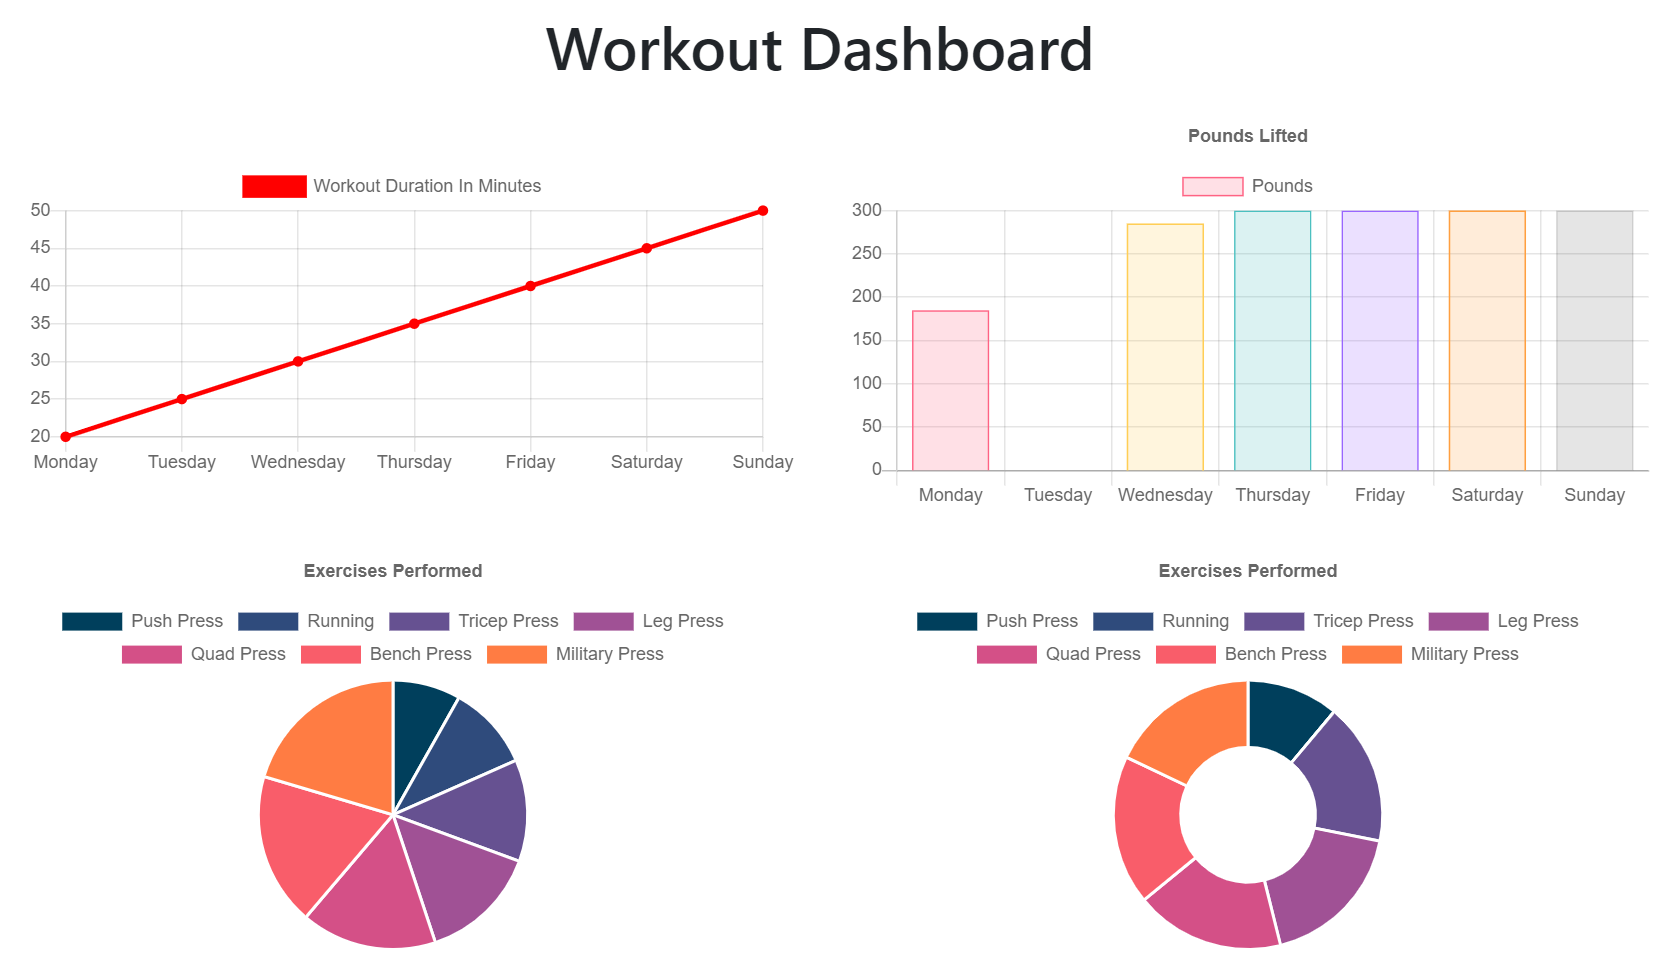 Workout Dashboard
Workout Duration In Minutes
50
45
40
35
30
25
20
Monday Tuesday Wednesday Thursday Friday Saturday Sunday
Pounds Lifted
Pounds
300
250
200
150
100
50
0
Monday Tuesday Wednesday Thursday Friday Saturday Sunday
Exercises Performed
Push Press Running Tricep Press Leg Press
Quad Press Bench Press Military Press
Exercises Performed
Push Press Running Tricep Press Leg Press
Quad Press Bench Press Military Press